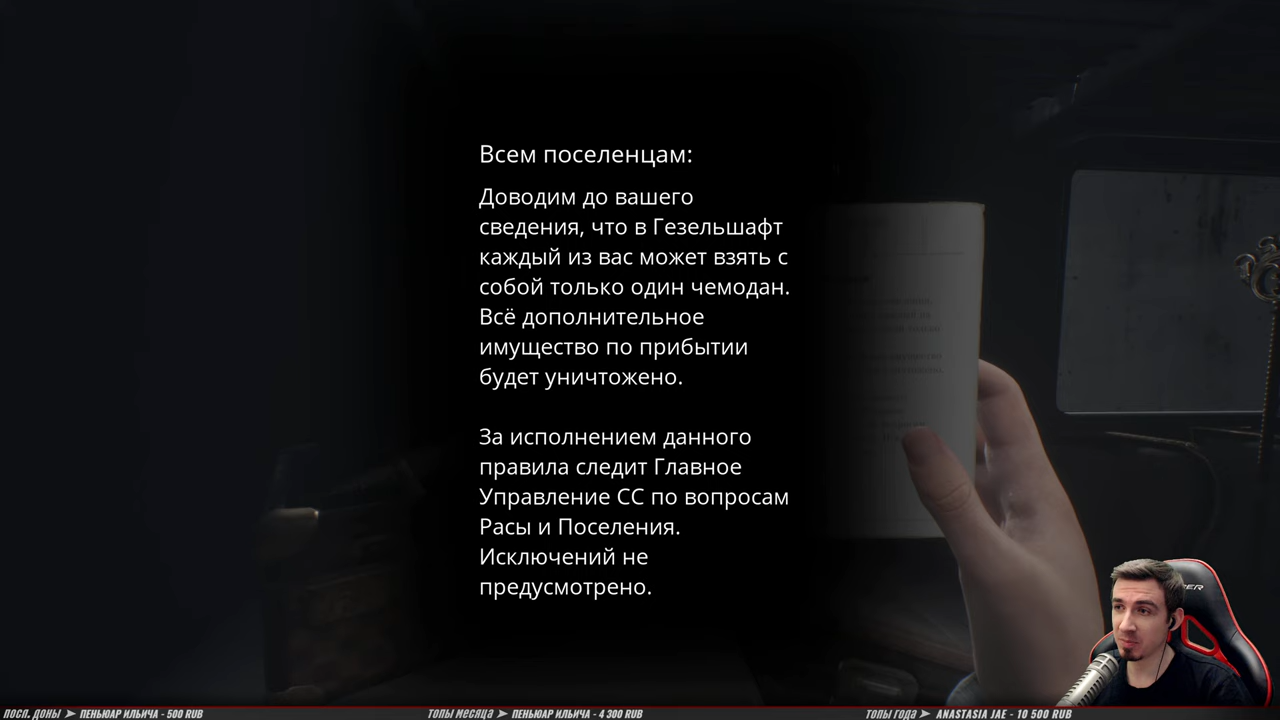 Всем поселенцам:
Доводим до вашего
сведения, что в Гезельшафт
каждый из вас может взять с
собой только один чемодан.
Всё дополнительное
имущество по прибытии
будет уничтожено.
За исполнением данного
правила следит Главное
Управление СС по вопросам
Расы и Поселения.
Исключений не
предусмотрено.
посл. доны ➤ ПЕНЬЮАР ИЛЬИЧА - 500 RUB
топы месяца ➤ ПЕНЬЮАР ИЛЬИЧА - 4 300 RUB
топы года ➤ ANASTASIA JAE - 10 500 RUB